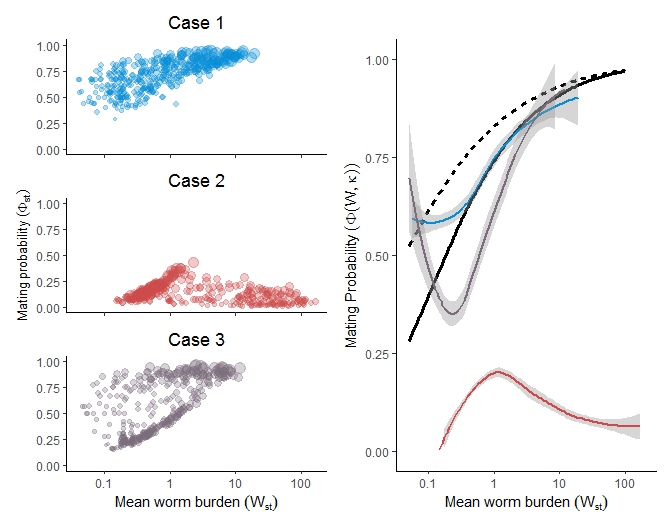 Case 1
1.00
0.75
0.50
0.25
0.00
Case 2
1.00
0.75
0.50
0.25
0.00
Case 3
1.00
0.75
0.50
0.25
0.00
0.1 1 10 100
Mean worm burden (Wst)
Mating probability (Φst)
1.00
0.75
0.50
0.25
0.00
0.1 1 10 100
Mean worm burden (Wst)
Mating Probability (Φ(W, κ))